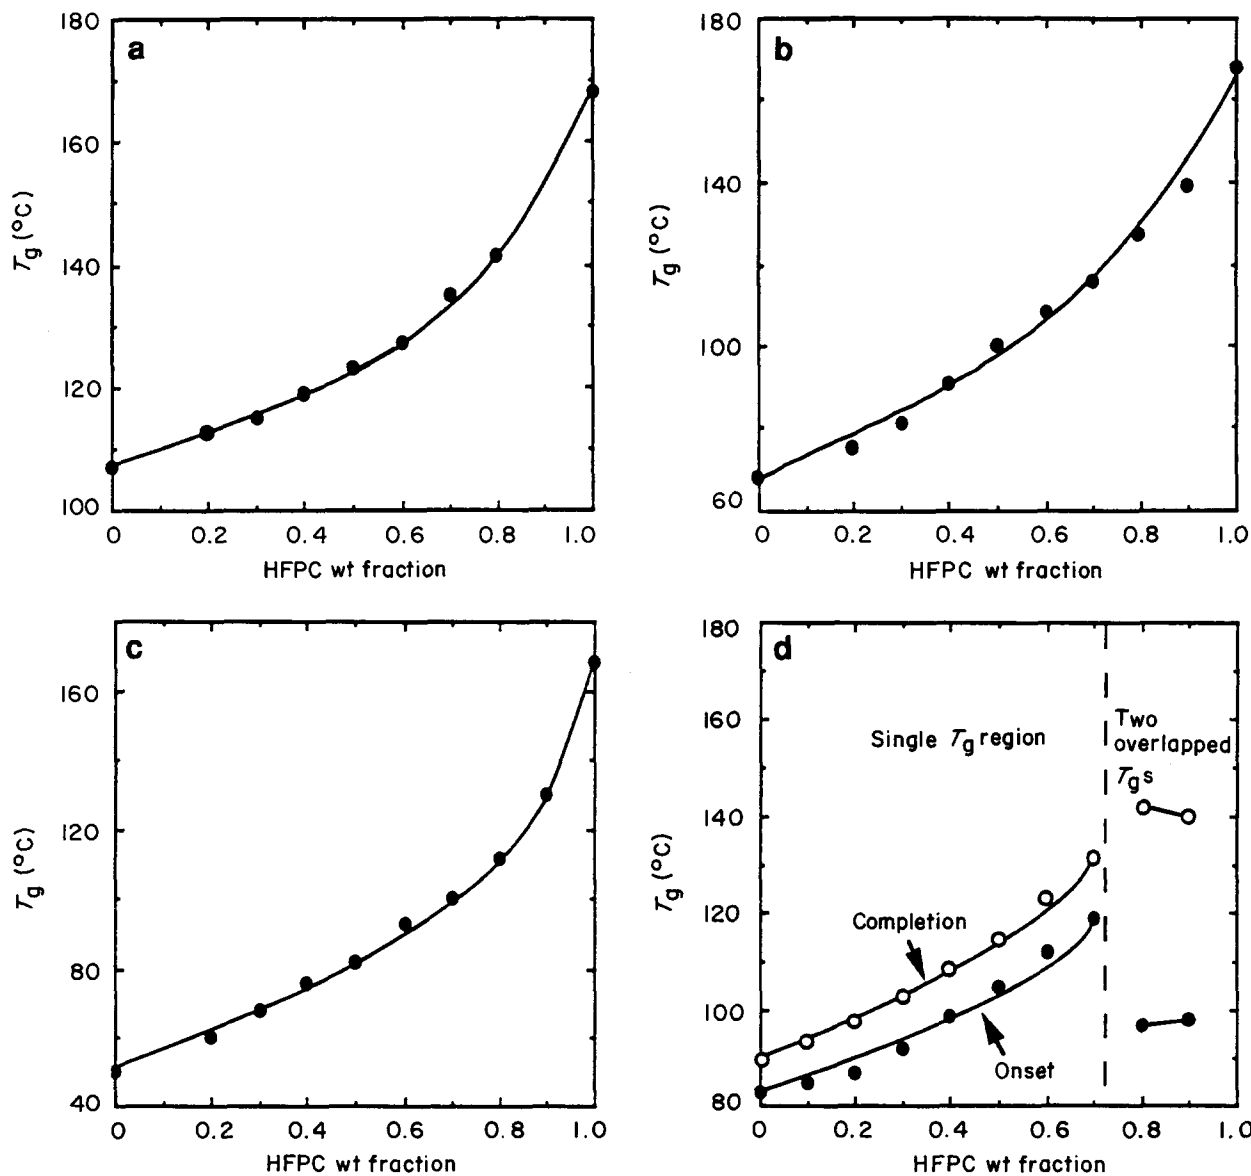 a
180
160
140
120
100
Tg (°C)
0 0.2 0.4 0.6 0.8 1.0
HFPC wt fraction
b
180
140
100
60
Tg (°C)
0 0.2 0.4 0.6 0.8 1.0
HFPC wt fraction
c
160
120
80
40
Tg (°C)
0 0.2 0.4 0.6 0.8 1.0
HFPC wt fraction
d
180
160
140
120
100
80
Tg (°C)
Single Tg region
Two
overlapped
Tgs
Completion
Onset
0 0.2 0.4 0.6 0.8 1.0
HFPC wt fraction